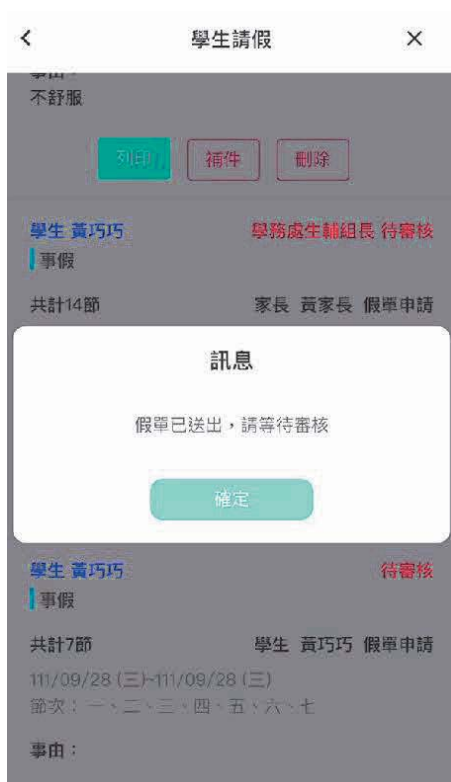 學生請假
事由：
不舒服
列印 補件 刪除
學生 黃巧巧 學務處生輔組長 待審核
事假
共計14節 家長 黃家長 假單申請
訊息
假單已送出，請等待審核
確定
學生 黃巧巧 待審核
事假
共計7節 學生 黃巧巧 假單申請
111/09/28 (三)~111/09/28 (三)
節次：一、二、三、四、五、六、七
事由：